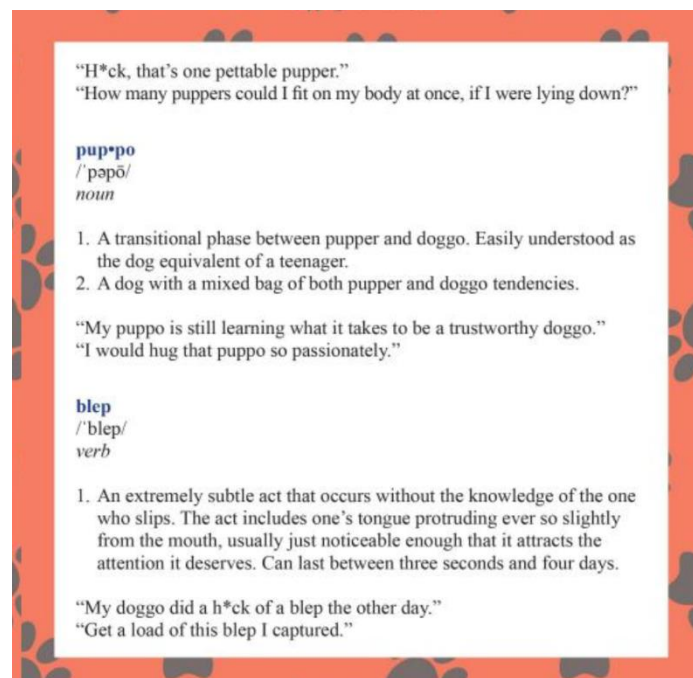 “H*ck, that’s one pettable pupper.”
“How many puppers could I fit on my body at once, if I were lying down?”
pup•po
/ˈpəpō/
noun
1. A transitional phase between pupper and doggo. Easily understood as
the dog equivalent of a teenager.
2. A dog with a mixed bag of both pupper and doggo tendencies.
“My puppo is still learning what it takes to be a trustworthy doggo.”
“I would hug that puppo so passionately.”
blep
/ˈblep/
verb
1. An extremely subtle act that occurs without the knowledge of the one
who slips. The act includes one’s tongue protruding ever so slightly
from the mouth, usually just noticeable enough that it attracts the
attention it deserves. Can last between three seconds and four days.
“My doggo did a h*ck of a blep the other day.”
“Get a load of this blep I captured.”